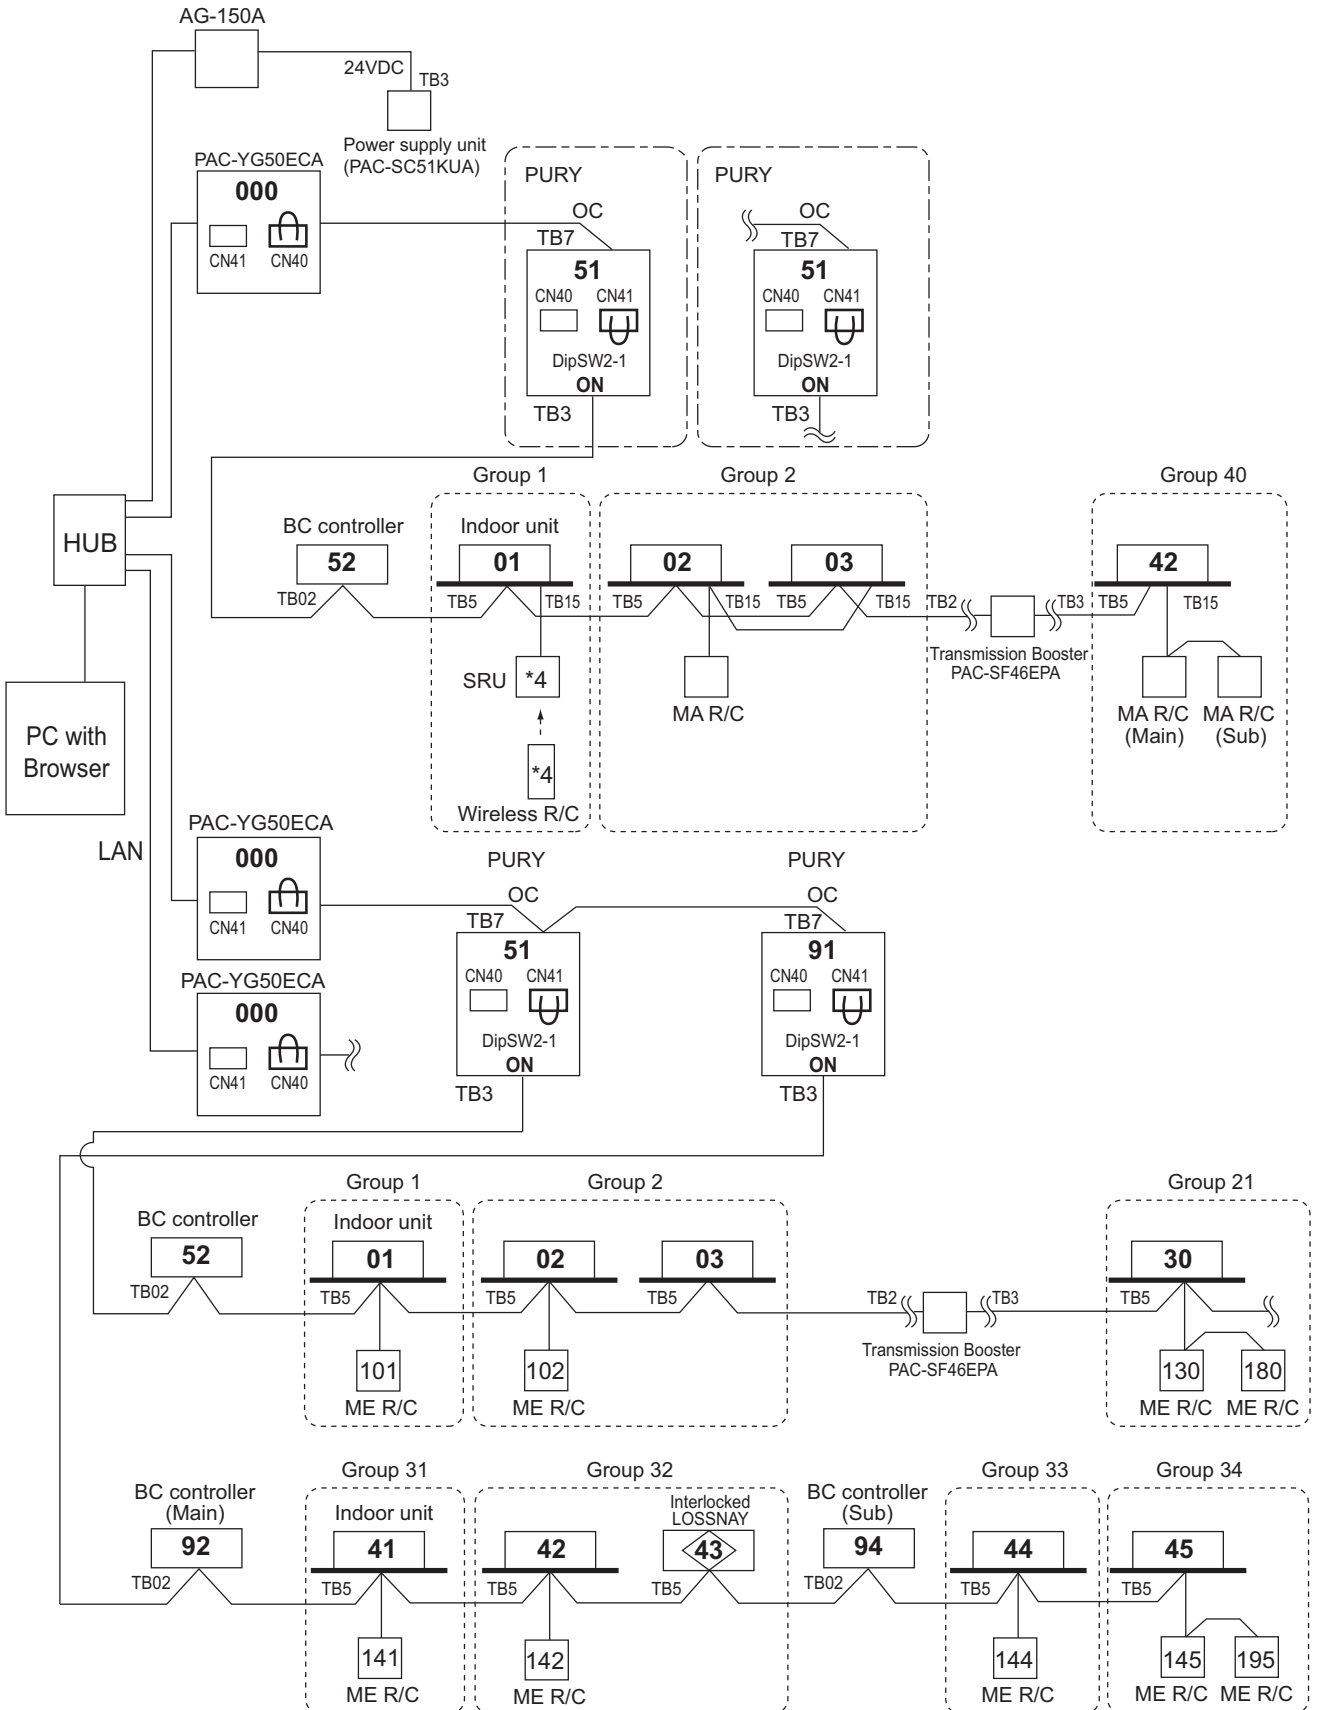 AG-150A
24VDC
TB3
Power supply unit
(PAC-SC51KUA)
PAC-YG50ECA
000
CN41 CN40
PURY
OC
TB7
51
CN40 CN41
DipSW2-1
ON
TB3
PURY
OC
TB7
51
CN40 CN41
DipSW2-1
ON
TB3
HUB
PC with
Browser
LAN
BC controller
52
TB02
Group 1
Indoor unit
01
TB5 TB15
SRU *4
*4
Wireless R/C
Group 2
02
TB5 TB15
MA R/C
03
TB5 TB15
TB2 TB3
Transmission Booster
PAC-SF46EPA
Group 40
42
TB5 TB15
MA R/C
(Main)
MA R/C
(Sub)
PAC-YG50ECA
000
CN41 CN40
PAC-YG50ECA
000
CN41 CN40
PURY
OC
TB7
51
CN40 CN41
DipSW2-1
ON
TB3
PURY
OC
TB7
91
CN40 CN41
DipSW2-1
ON
TB3
BC controller
52
TB02
Group 1
Indoor unit
01
TB5
101
ME R/C
Group 2
02
TB5
102
ME R/C
03
TB5
TB2 TB3
Transmission Booster
PAC-SF46EPA
Group 21
30
TB5
130 180
ME R/C ME R/C
BC controller
(Main)
92
TB02
Group 31
Indoor unit
41
TB5
141
ME R/C
Group 32
42
TB5
142
ME R/C
Interlocked
LOSSNAY
43
TB5
BC controller
(Sub)
94
TB02
Group 33
44
TB5
144
ME R/C
Group 34
45
TB5
145 195
ME R/C ME R/C